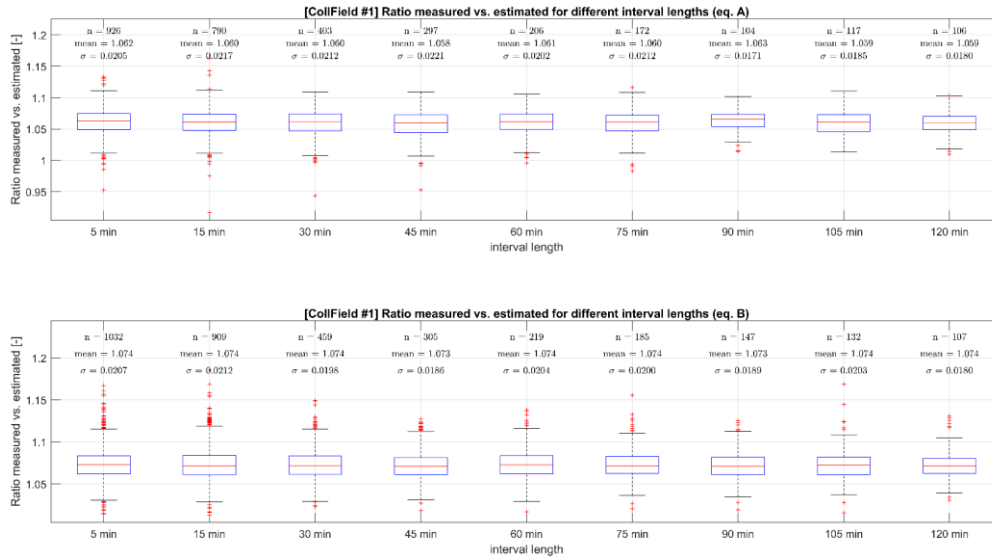 [CollField #1] Ratio measured vs. estimated for different interval lengths (eq. A)
Ratio measured vs. estimated [-]
1.2
1.15
1.1
1.05
1
0.95
n = 926 n = 790 n = 403 n = 297 n = 206 n = 172 n = 104 n = 117 n = 106
mean = 1.062 mean = 1.060 mean = 1.060 mean = 1.058 mean = 1.061 mean = 1.060 mean = 1.063 mean = 1.059 mean = 1.059
σ = 0.0205 σ = 0.0217 σ = 0.0212 σ = 0.0221 σ = 0.0202 σ = 0.0212 σ = 0.0171 σ = 0.0185 σ = 0.0180
5 min 15 min 30 min 45 min 60 min 75 min 90 min 105 min 120 min
interval length
[CollField #1] Ratio measured vs. estimated for different interval lengths (eq. B)
Ratio measured vs. estimated [-]
1.2
1.15
1.1
1.05
n = 1032 n = 909 n = 459 n = 305 n = 219 n = 185 n = 147 n = 132 n = 107
mean = 1.074 mean = 1.074 mean = 1.074 mean = 1.074 mean = 1.074 mean = 1.074 mean = 1.073 mean = 1.074 mean = 1.074
σ = 0.0207 σ = 0.0212 σ = 0.0198 σ = 0.0186 σ = 0.0204 σ = 0.0200 σ = 0.0189 σ = 0.0203 σ = 0.0180
5 min 15 min 30 min 45 min 60 min 75 min 90 min 105 min 120 min
interval length